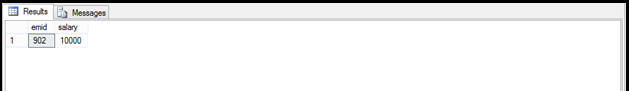 Results Messages
emid salary
1 902 10000